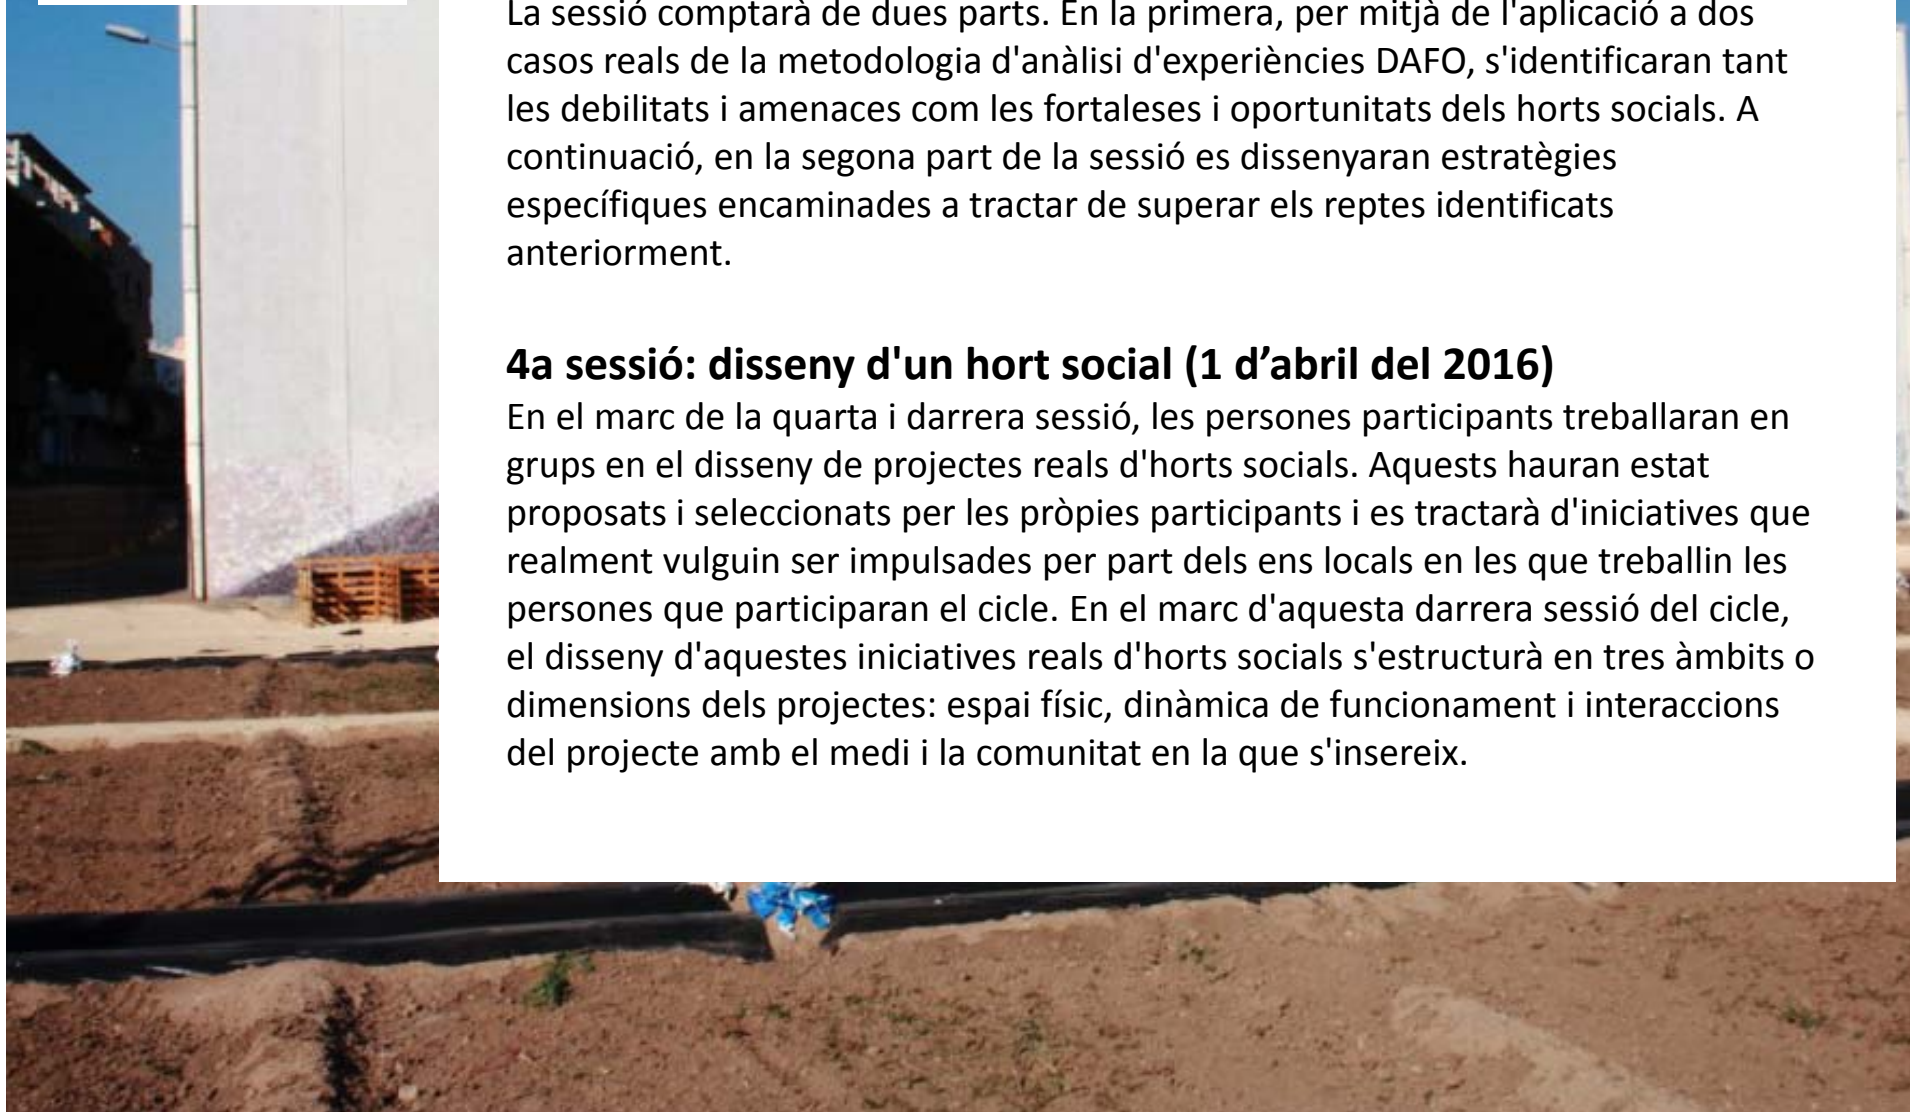 La sessió comptarà de dues parts. En la primera, per mitjà de l'aplicació a dos
casos reals de la metodologia d'anàlisi d'experiències DAFO, s'identificaran tant
les debilitats i amenaces com les fortaleses i oportunitats dels horts socials. A
continuació, en la segona part de la sessió es dissenyaran estratègies
específiques encaminades a tractar de superar els reptes identificats
anteriorment.
4a sessió: disseny d'un hort social (1 d’abril del 2016)
En el marc de la quarta i darrera sessió, les persones participants treballaran en
grups en el disseny de projectes reals d'horts socials. Aquests hauran estat
proposats i seleccionats per les pròpies participants i es tractarà d'iniciatives que
realment vulguin ser impulsades per part dels ens locals en les que treballin les
persones que participaran el cicle. En el marc d'aquesta darrera sessió del cicle,
el disseny d'aquestes iniciatives reals d'horts socials s'estructurà en tres àmbits o
dimensions dels projectes: espai físic, dinàmica de funcionament i interaccions
del projecte amb el medi i la comunitat en la que s'insereix.